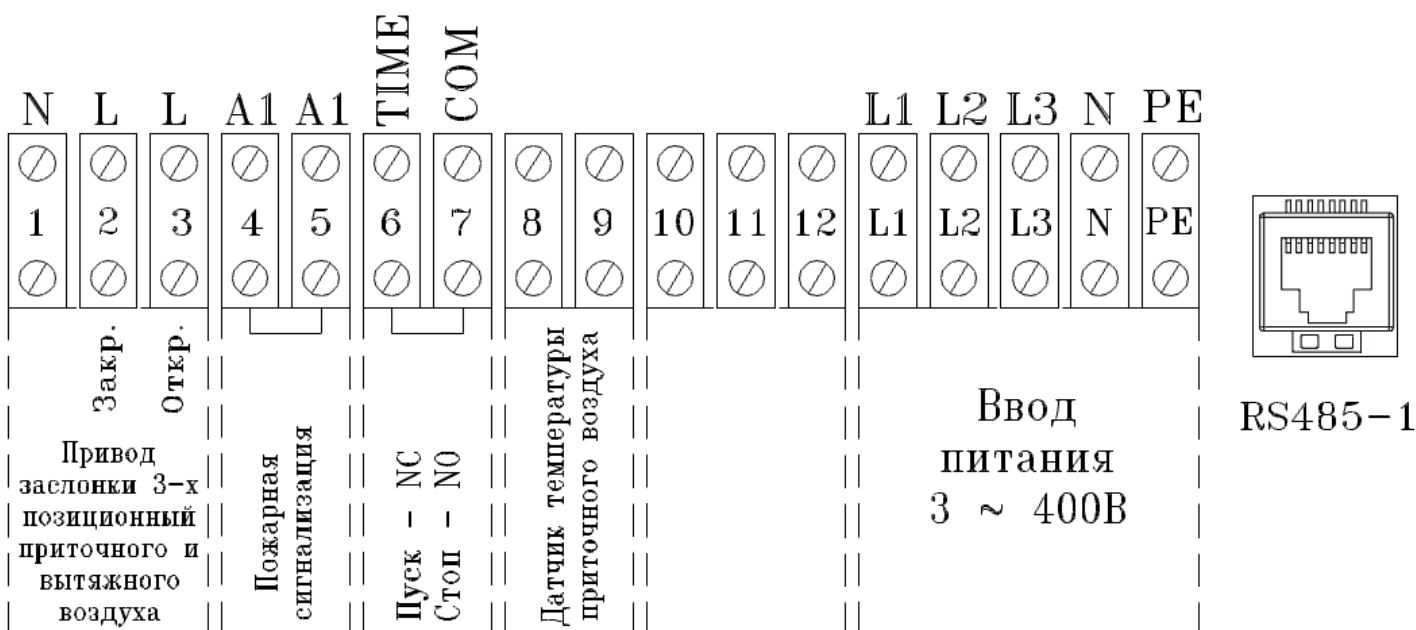 N L L A1 A1 TIME COM L1 L2 L3 N PE
1 2 3 4 5 6 7 8 9 10 11 12 L1 L2 L3 N PE
Закр.
Откр.
Привод
заслонки 3-х
позиционный
приточного и
вытяжного
воздуха
Пожарная
сигнализация
Пуск - NC
Стоп - NO
Датчик температуры
приточного воздуха
Ввод
питания
3 ~ 400В
RS485-1